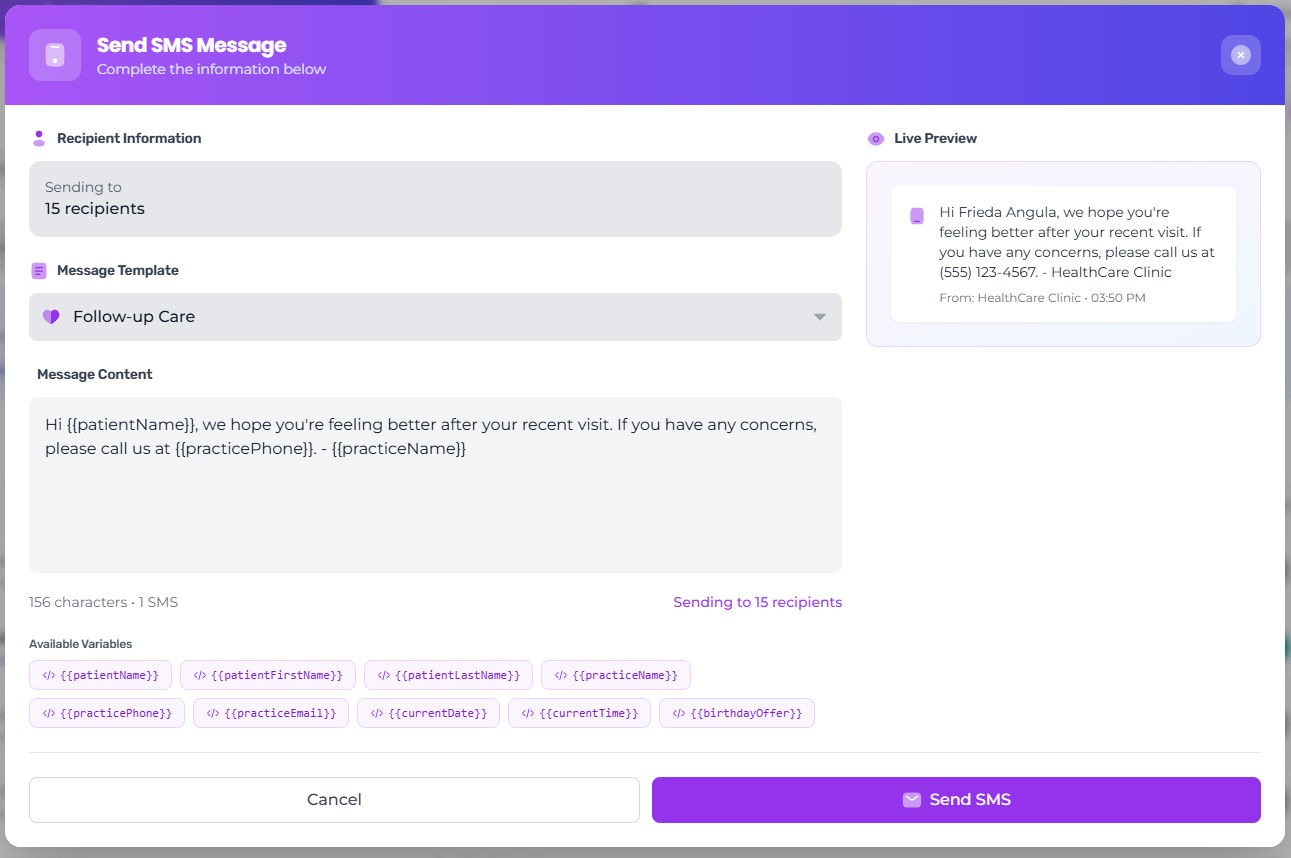 Send SMS Message
Complete the information below
Recipient Information
Sending to
15 recipients
Message Template
Follow-up Care
Message Content
Hi {{patientName}}, we hope you're feeling better after your recent visit. If you have any concerns,
please call us at {{practicePhone}}. - {{practiceName}}
156 characters • 1 SMS
Sending to 15 recipients
Available Variables
</> {{patientName}}
</> {{patientFirstName}}
</> {{patientLastName}}
</> {{practiceName}}
</> {{practicePhone}}
</> {{practiceEmail}}
</> {{currentDate}}
</> {{currentTime}}
</> {{birthdayOffer}}
Live Preview
Hi Frieda Angula, we hope you're
feeling better after your recent visit. If
you have any concerns, please call us at
(555) 123-4567. - HealthCare Clinic
From: HealthCare Clinic • 03:50 PM
Cancel
Send SMS